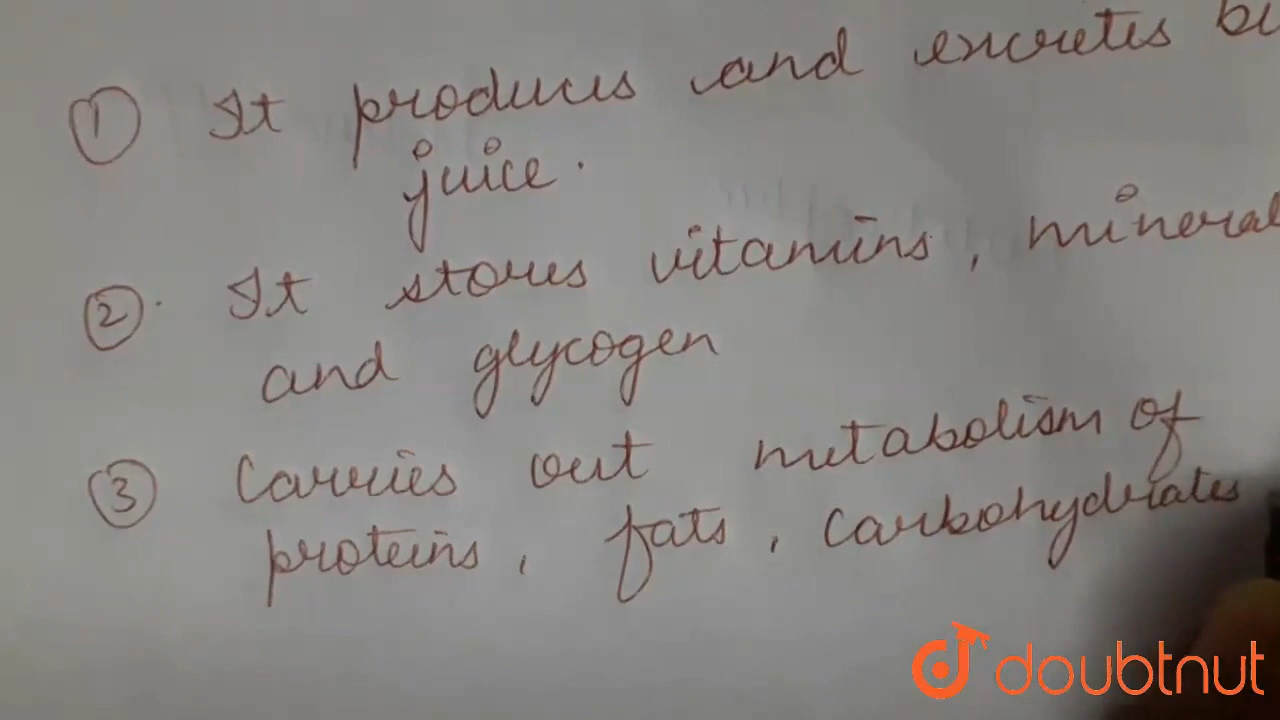 ① It produces and excretes bi
juice.
② It stores vitamins, mineral
and glycogen
③ Carries out metabolism of
proteins, fats, carbohydrates
doubtnut